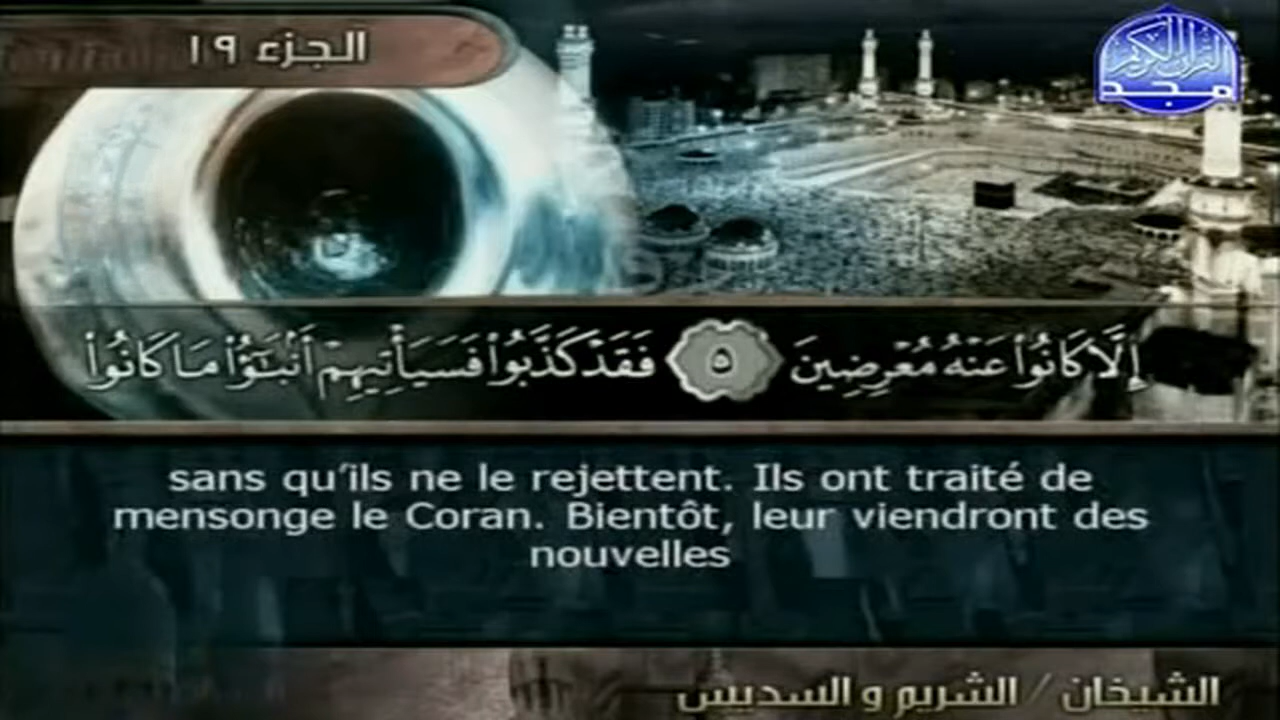 الجزء ١٩
القرآن الكريم
مجد
إِلَّا كَانُوا۟ عَنْهُ مُعْرِضِينَ ٥ فَقَدْ كَذَّبُوا۟ فَسَيَأْتِيهِمْ أَنۢبَـٰٓؤُا۟ مَا كَانُوا۟
sans qu'ils ne le rejettent. Ils ont traité de
mensonge le Coran. Bientôt, leur viendront des
nouvelles
الشيخان / الشريم و السديس